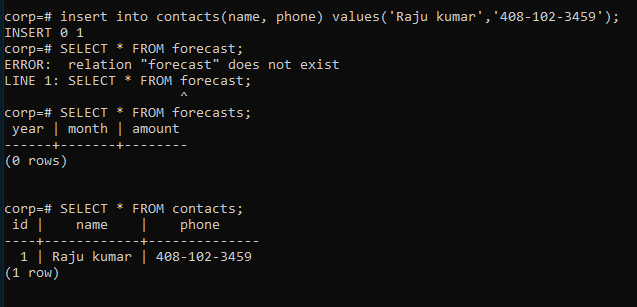 corp=# insert into contacts(name, phone) values('Raju kumar','408-102-3459');
INSERT 0 1
corp=# SELECT * FROM forecast;
ERROR:  relation "forecast" does not exist
LINE 1: SELECT * FROM forecast;
                      ^
corp=# SELECT * FROM forecasts;
 year | month | amount
------+-------+--------
(0 rows)
corp=# SELECT * FROM contacts;
 id |    name    |    phone
----+------------+--------------
  1 | Raju kumar | 408-102-3459
(1 row)